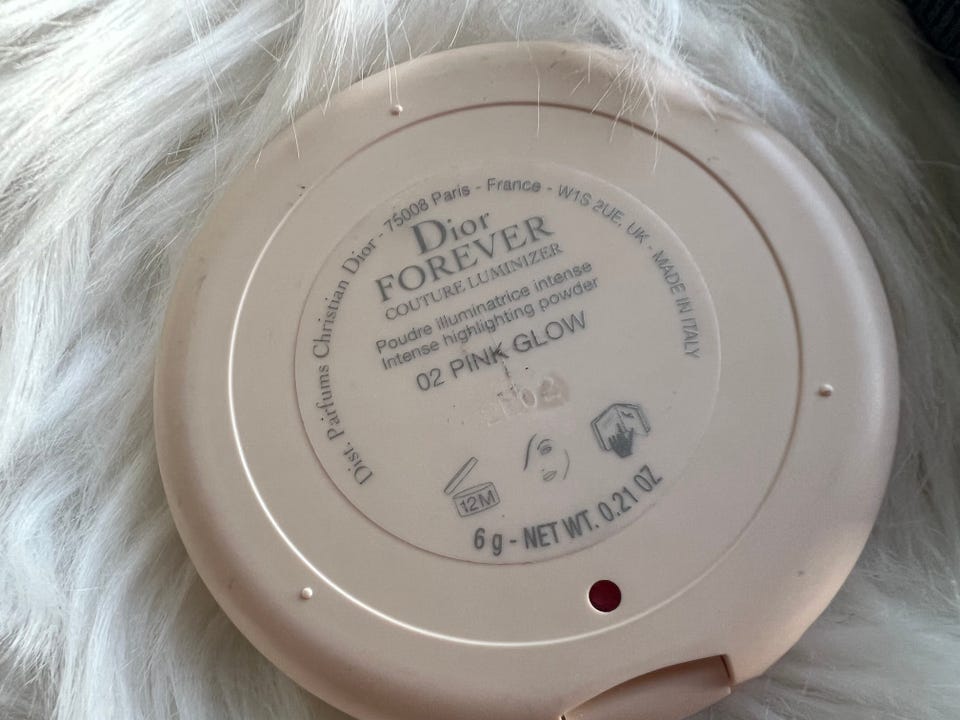 Dist. Parfums Christian Dior - 75008 Paris - France - W1S 2UE. UK - MADE IN ITALY
Dior
FOREVER
COUTURE LUMINIZER
Poudre illuminatrice intense
Intense highlighting powder
02 PINK GLOW
12M
6 g - NET WT. 0.21 OZ